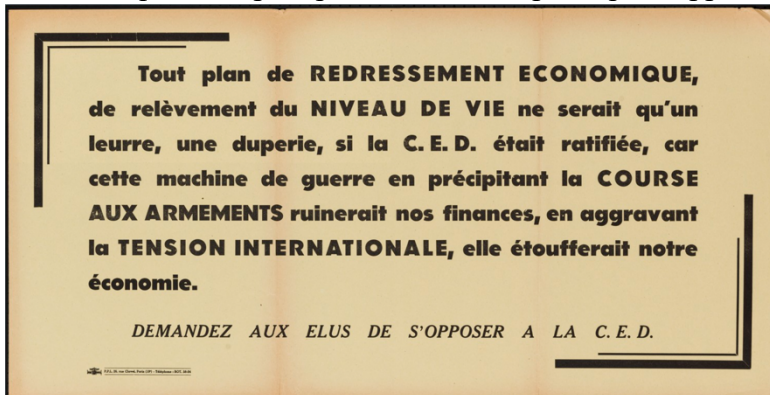 Tout plan de REDRESSEMENT ECONOMIQUE,
de relèvement du NIVEAU DE VIE ne serait qu'un
leurre, une duperie, si la C. E. D. était ratifiée, car
cette machine de guerre en précipitant la COURSE
AUX ARMEMENTS ruinerait nos finances, en aggravant
la TENSION INTERNATIONALE, elle étoufferait notre
économie.
DEMANDEZ AUX ELUS DE S'OPPOSER A LA C. E. D.